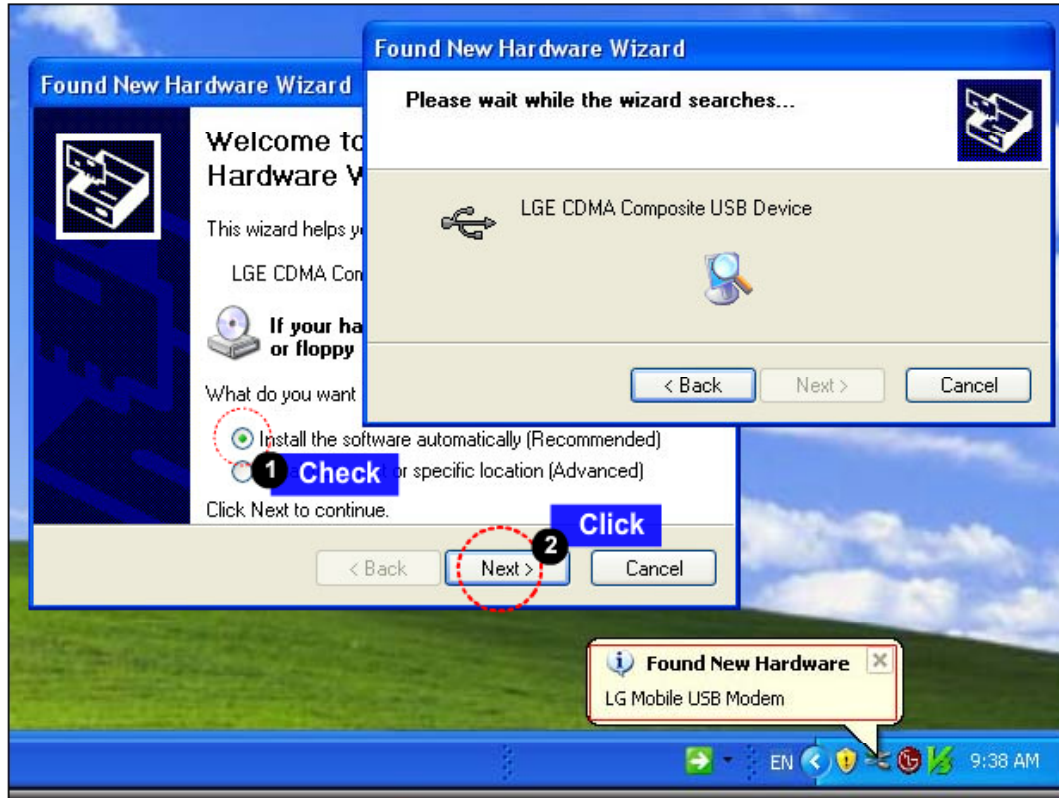 Found New Hardware Wizard
Welcome to
Hardware W
This wizard helps y
LGE CDMA Com
If your ha
or floppy
What do you want
Install the software automatically (Recommended)
t or specific location (Advanced)
Click Next to continue.
1 Check
2 Click
< Back Next > Cancel
Found New Hardware Wizard
Please wait while the wizard searches...
LGE CDMA Composite USB Device
< Back Next > Cancel
Found New Hardware
LG Mobile USB Modem
EN 9:38 AM